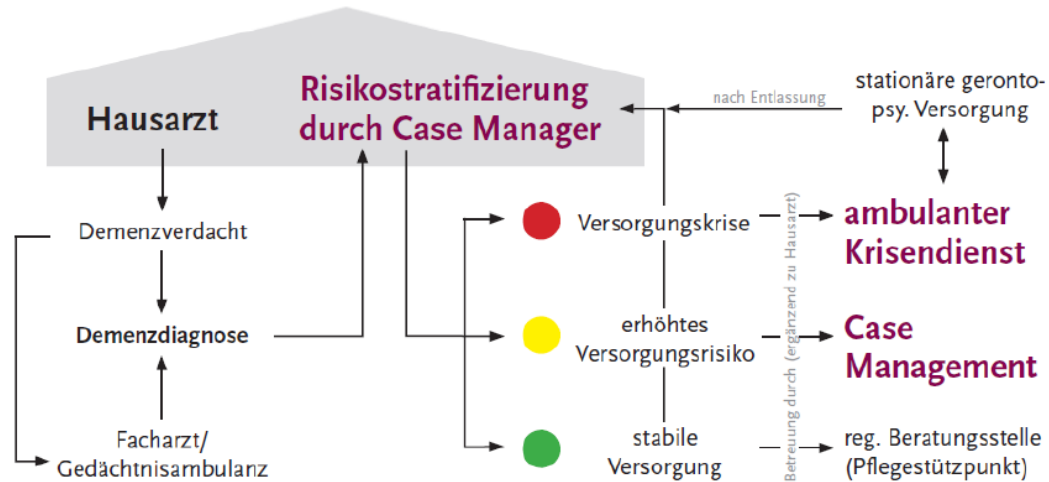 Hausarzt
Risikostratifizierung
durch Case Manager
nach Entlassung
stationäre geronto-
psy. Versorgung
Demenzverdacht
Versorgungskrise
ambulanter
Krisendienst
Demenzdiagnose
erhöhtes
Versorgungsrisiko
Case
Management
Facharzt/
Gedächtnisambulanz
stabile
Versorgung
Betreuung durch (ergänzend zu Hausarzt)
reg. Beratungsstelle
(Pflegestützpunkt)